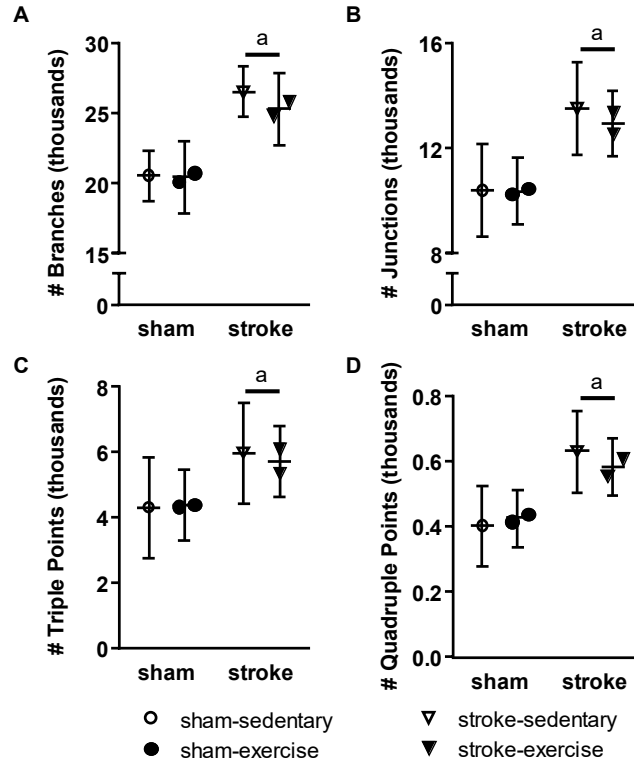 A
# Branches (thousands)
30
25
20
15
0
a
sham
stroke
B
# Junctions (thousands)
16
12
8
0
a
sham
stroke
C
# Triple Points (thousands)
8
6
4
2
0
a
sham
stroke
D
# Quadruple Points (thousands)
0.8
0.6
0.4
0.2
0.0
a
sham
stroke
sham-sedentary
stroke-sedentary
sham-exercise
stroke-exercise